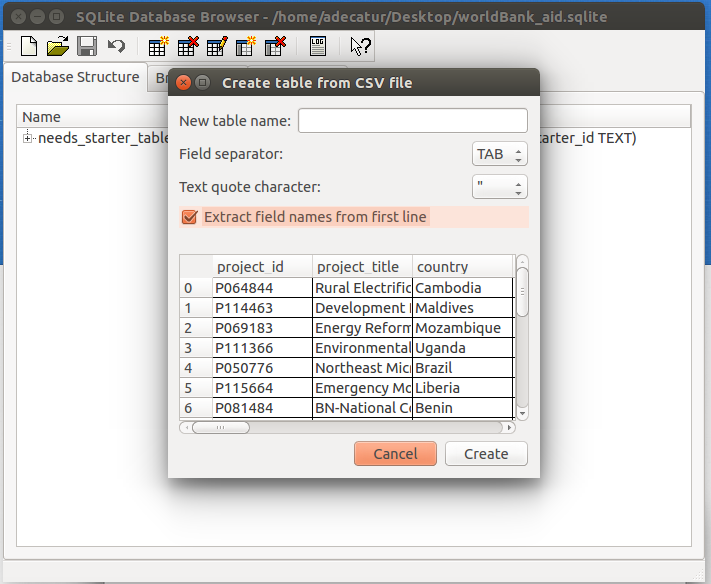 SQLite Database Browser - /home/adecatur/Desktop/worldBank_aid.sqlite
LOG
Database Structure
Create table from CSV file
Name
needs_starter_table
arter_id TEXT)
New table name:
Field separator: TAB
Text quote character: "
Extract field names from first line
project_id project_title country
0 P064844 Rural Electrific Cambodia
1 P114463 Development Maldives
2 P069183 Energy Reform Mozambique
3 P111366 Environmental Uganda
4 P050776 Northeast Mic Brazil
5 P115664 Emergency Mo Liberia
6 P081484 BN-National Co Benin
Cancel Create